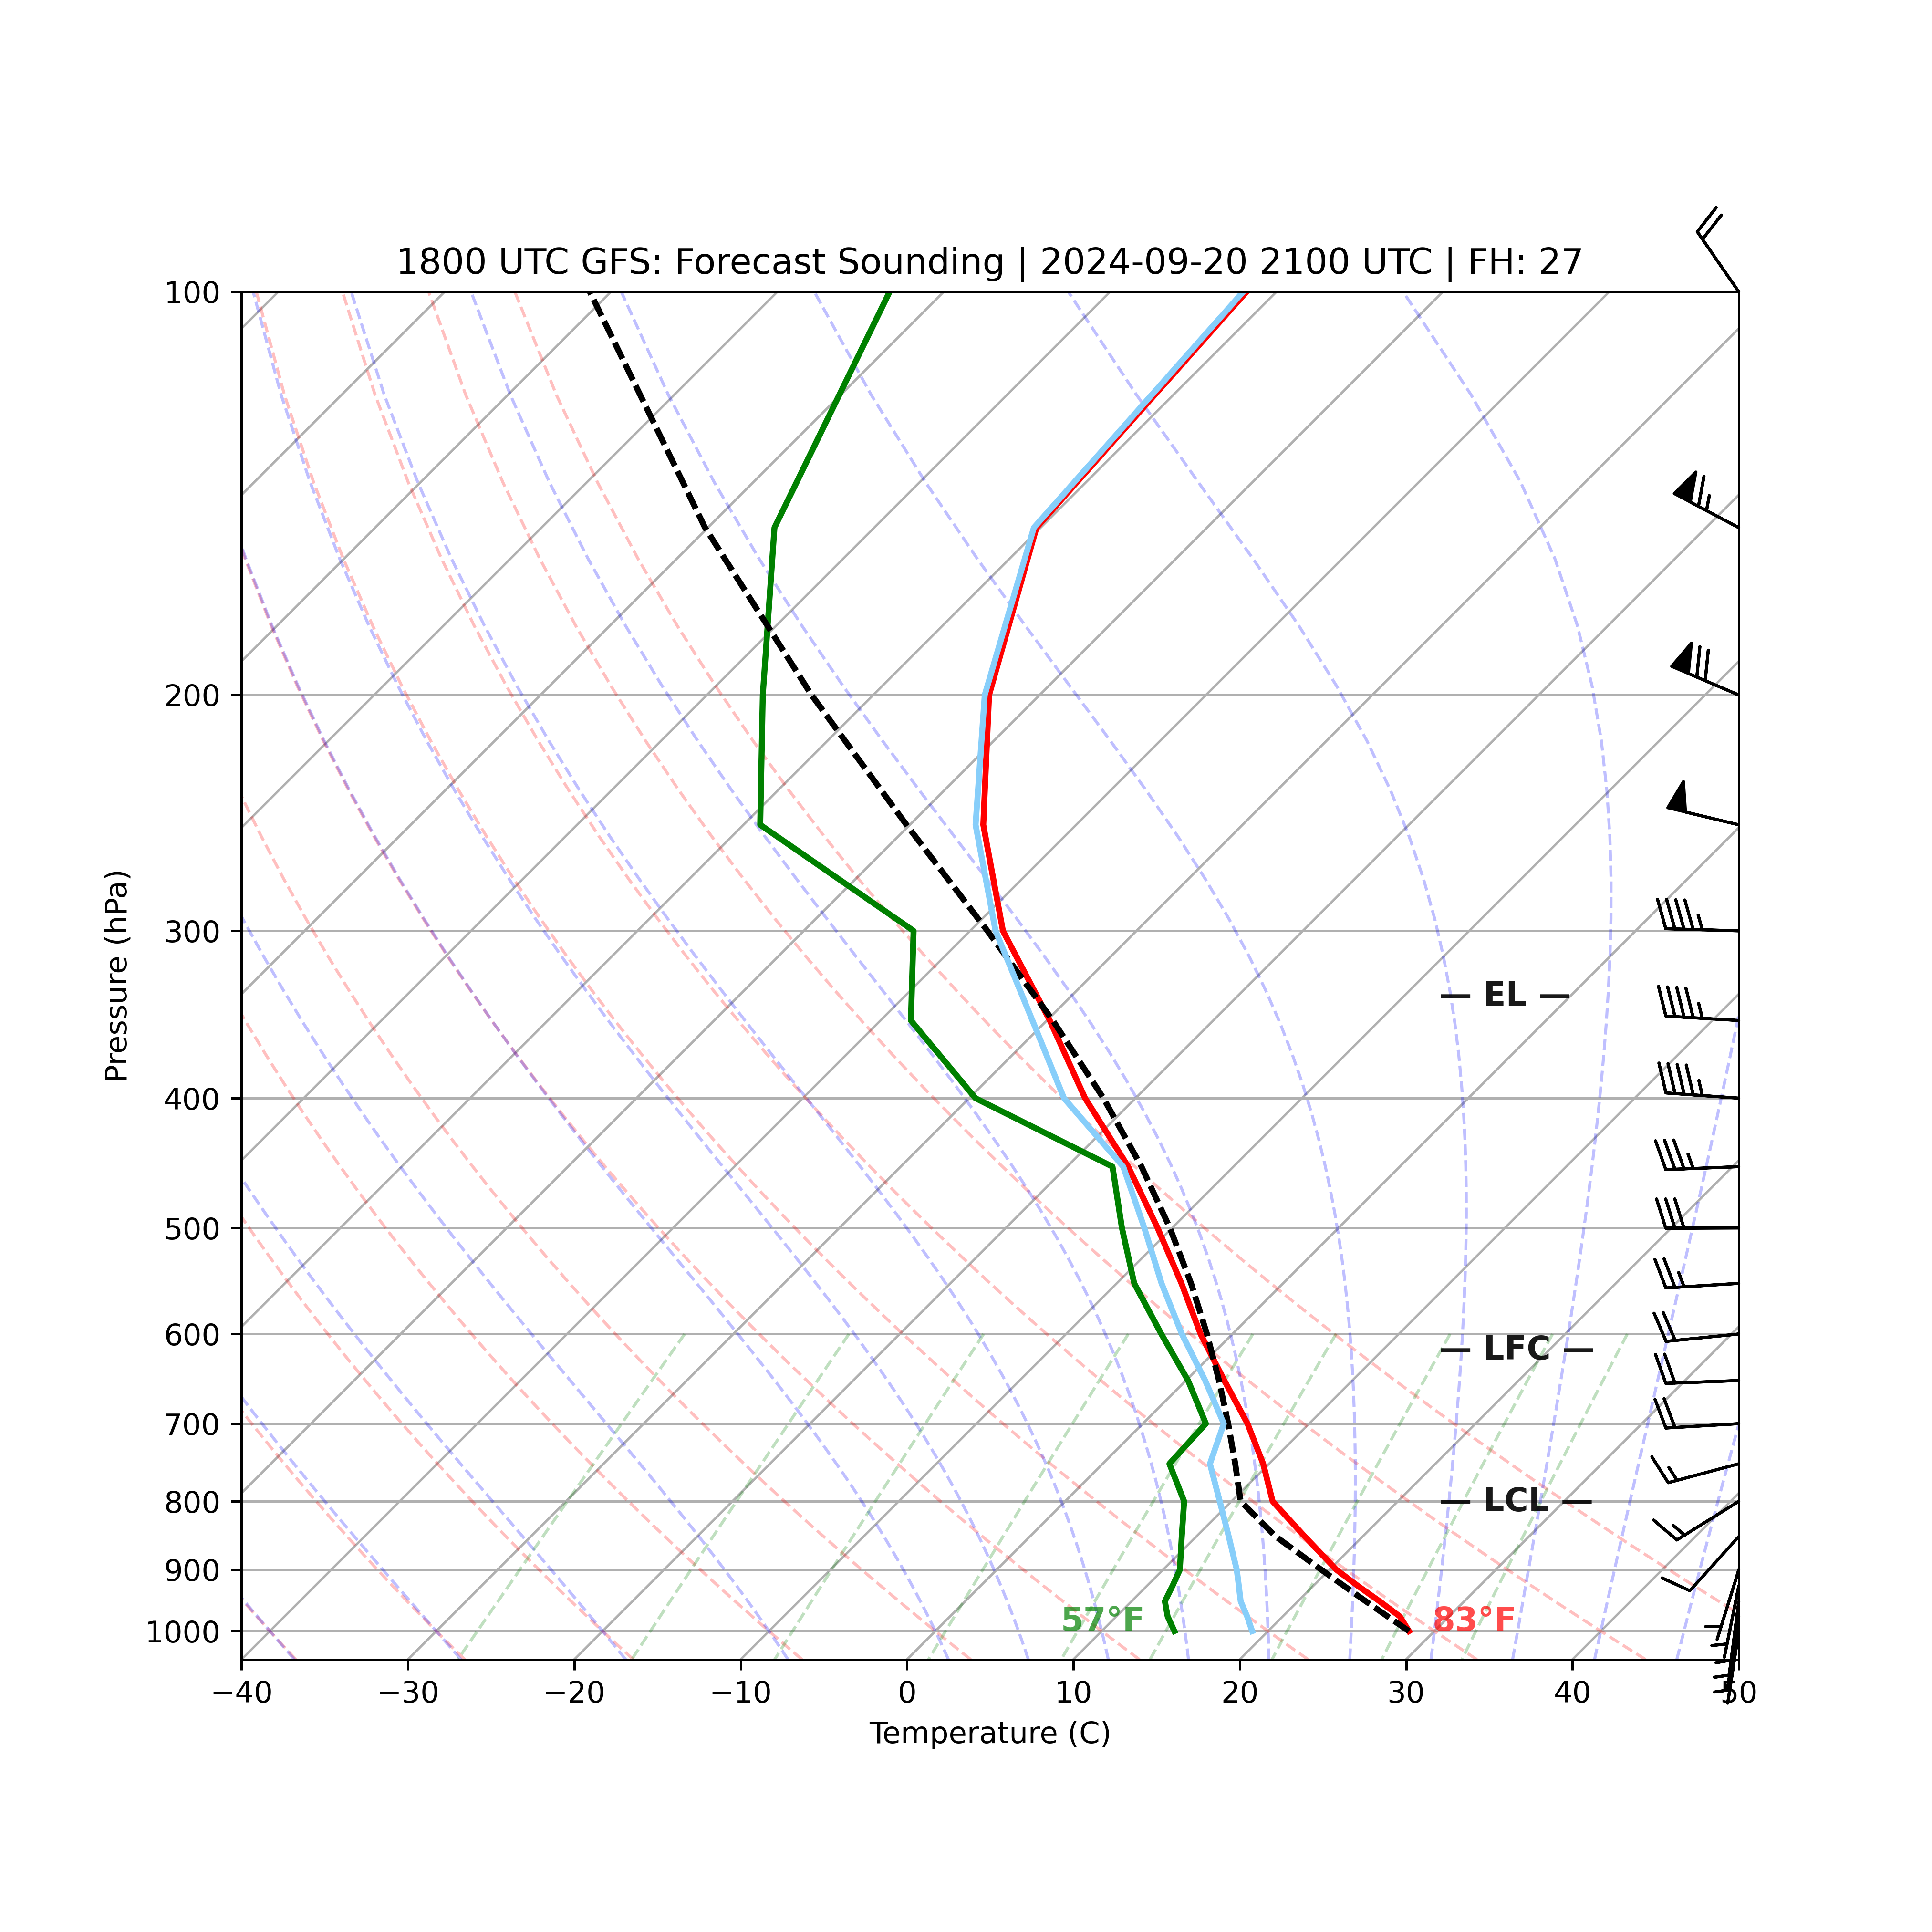 1800 UTC GFS: Forecast Sounding | 2024-09-20 2100 UTC | FH: 27
100
200
300
400
500
600
700
800
900
1000
Pressure (hPa)
— EL —
— LFC —
— LCL —
57°F
83°F
−40 −30 −20 −10 0 10 20 30 40 50
Temperature (C)